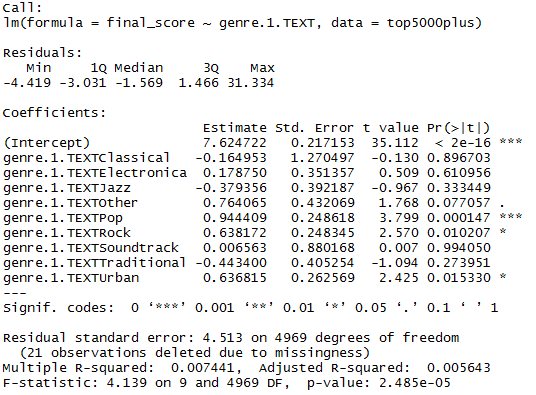 Call:
lm(formula = final_score ~ genre.1.TEXT, data = top5000plus)
Residuals:
   Min     1Q Median     3Q    Max
-4.419 -3.031 -1.569  1.466 31.334
Coefficients:
                         Estimate Std. Error t value Pr(>|t|)
(Intercept)              7.624722   0.217153  35.112  < 2e-16 ***
genre.1.TEXTClassical   -0.164953   1.270497  -0.130 0.896703
genre.1.TEXTElectronica  0.178750   0.351357   0.509 0.610956
genre.1.TEXTJazz        -0.379356   0.392187  -0.967 0.333449
genre.1.TEXTOther        0.764065   0.432069   1.768 0.077057 .
genre.1.TEXTPop          0.944409   0.248618   3.799 0.000147 ***
genre.1.TEXTRock         0.638172   0.248345   2.570 0.010207 *
genre.1.TEXTSoundtrack   0.006563   0.880168   0.007 0.994050
genre.1.TEXTTraditional -0.443400   0.405254  -1.094 0.273951
genre.1.TEXTUrban        0.636815   0.262569   2.425 0.015330 *
---
Signif. codes:  0 ‘***’ 0.001 ‘**’ 0.01 ‘*’ 0.05 ‘.’ 0.1 ‘ ’ 1
Residual standard error: 4.513 on 4969 degrees of freedom
  (21 observations deleted due to missingness)
Multiple R-squared:  0.007441,  Adjusted R-squared:  0.005643
F-statistic: 4.139 on 9 and 4969 DF,  p-value: 2.485e-05